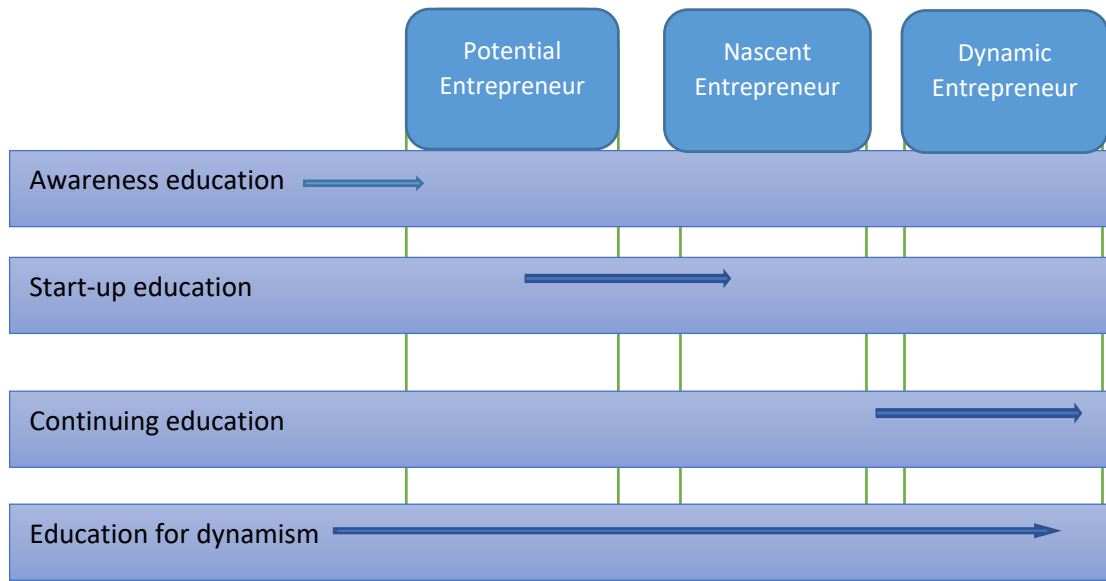 Potential
Entrepreneur
Nascent
Entrepreneur
Dynamic
Entrepreneur
Awareness education
Start-up education
Continuing education
Education for dynamism